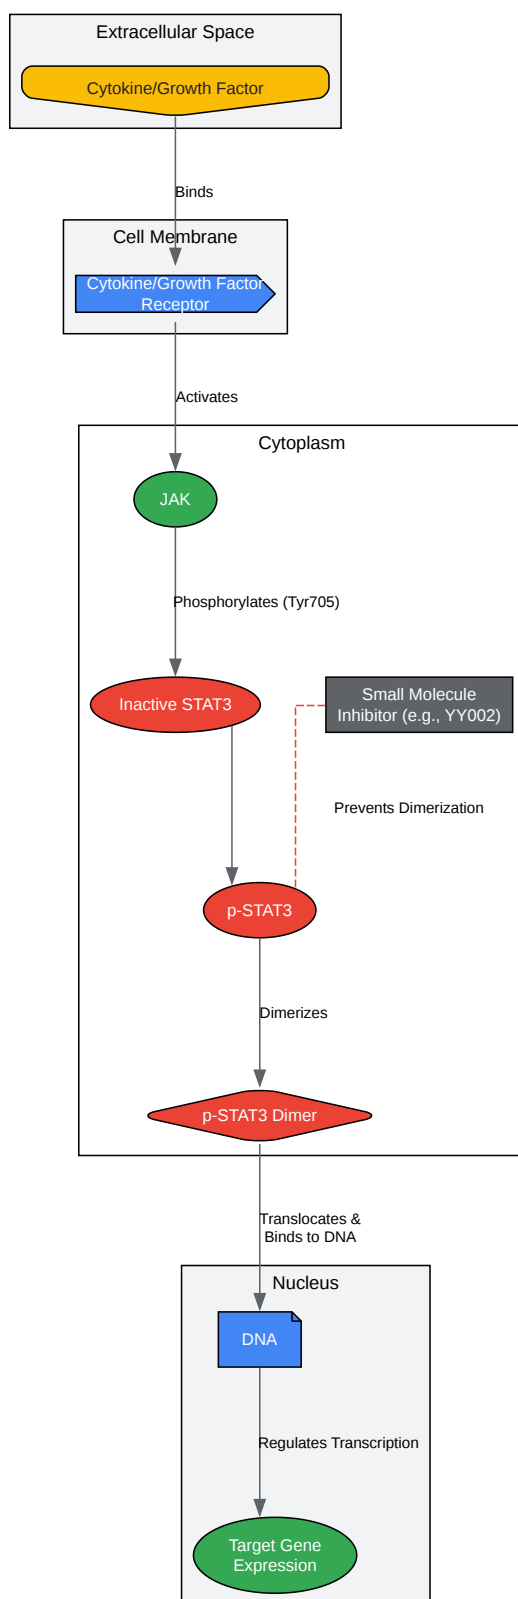 Extracellular Space
Cytokine/Growth Factor
Binds
Cell Membrane
Cytokine/Growth Factor
Receptor
Activates
Cytoplasm
JAK
Phosphorylates (Tyr705)
Inactive STAT3
Small Molecule
Inhibitor (e.g., YY002)
Prevents Dimerization
p-STAT3
Dimerizes
p-STAT3 Dimer
Translocates &
Binds to DNA
Nucleus
DNA
Regulates Transcription
Target Gene
Expression